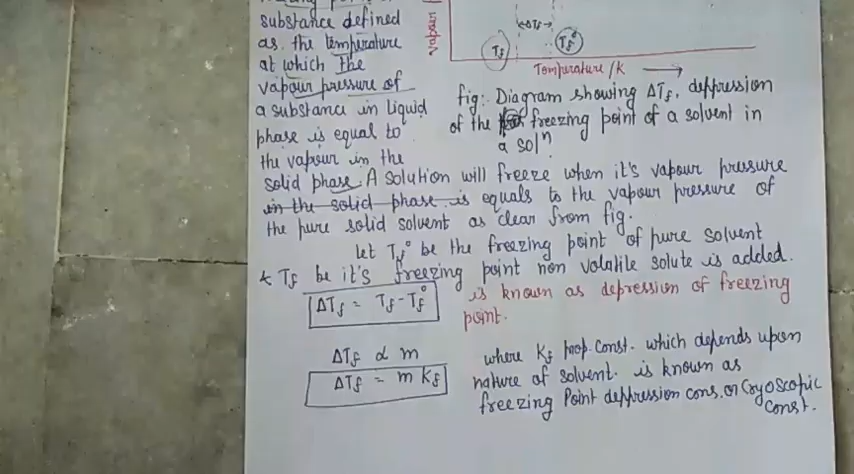 substance defined
as the temperature
at which the
vapour pressure of
a substance in liquid
phase is equal to
the vapour in the
ΔTf
Tf
Tf°
Temperature/K
fig: Diagram showing ΔTf, deppression
of the freezing point of a solvent in
a solⁿ.
solid phase. A solution will freeze when it's vapour pressure
in the solid phase is equals to the vapour pressure of
the pure solid solvent as clear from fig.
let Tf° be the freezing point of pure solvent
& Tf be it's freezing point non volatile solute is added.
ΔTf = Tf - Tf°
is known as depression of freezing
point.
ΔTf ∝ m
ΔTf = m Kf
where Kf prop. const. which depends upon
nature of solvent. is known as
freezing Point deppression cons. or Cryoscopic
const.